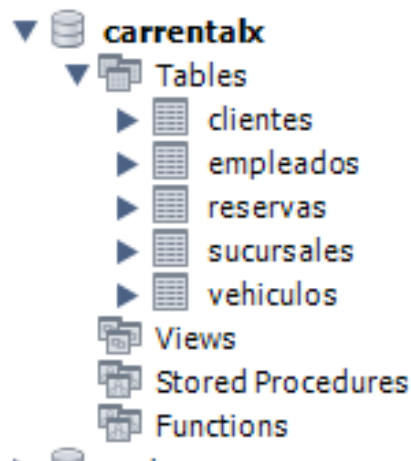 carrentalx
Tables
clientes
empleados
reservas
sucursales
vehiculos
Views
Stored Procedures
Functions